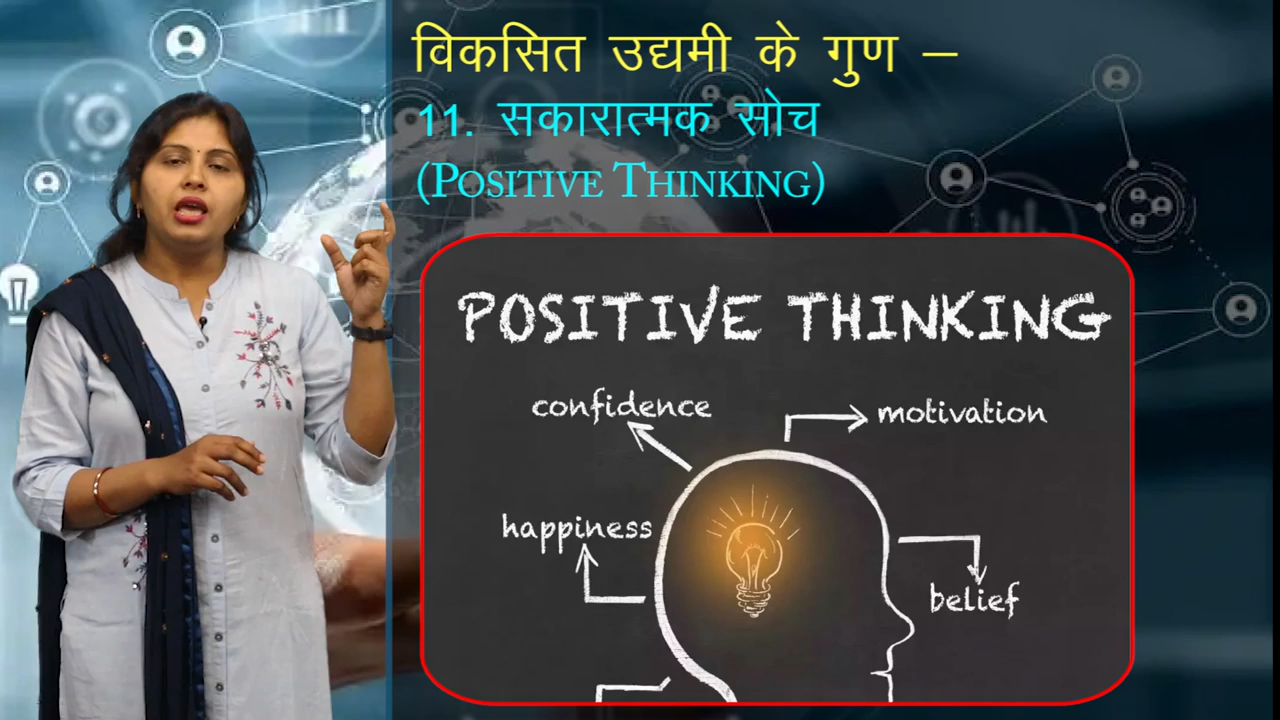 विकसित उद्यमी के गुण –
11. सकारात्मक सोच
(POSITIVE THINKING)
POSITIVE THINKING
confidence
motivation
happiness
belief